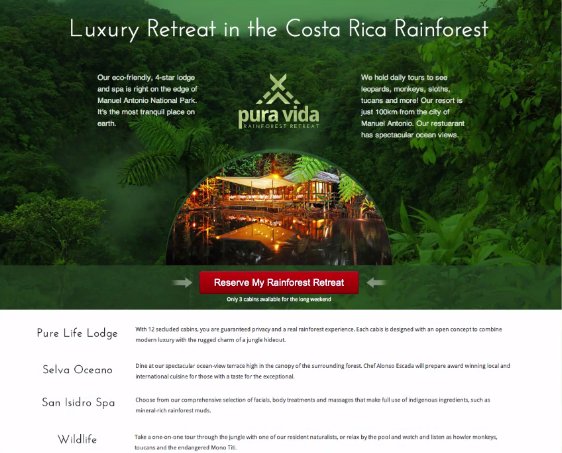 Luxury Retreat in the Costa Rica Rainforest
Our eco-friendly, 4-star lodge
and spa is right on the edge of
Manuel Antonio National Park.
It's the most tranquil place on
earth.
pura vida
RAINFOREST RETREAT
We hold daily tours to see
leopards, monkeys, sloths,
tucans and more! Our resort is
just 100km from the city of
Manuel Antonio. Our restuarant
has spectacular ocean views.
Reserve My Rainforest Retreat
Only 3 cabins available for the long weekend
Pure Life Lodge
With 12 secluded cabins, you are guaranteed privacy and a real rainforest experience. Each cabis is designed with an open concept to combine
modern luxury with the rugged charm of a jungle hideout.
Selva Oceano
Dine at our spectacular ocean-view terrace high in the canopy of the surrounding forest. Chef Alonso Escada will prepare award winning local and
international cuisine for those with a taste for the exceptional.
San Isidro Spa
Choose from our comprehensive selection of facials, body treatments and massages that make full use of indigenous ingredients, such as
mineral-rich rainforest muds.
Wildlife
Take a one-on-one tour through the jungle with one of our resident naturalists, or relax by the pool and watch and listen as howler monkeys,
toucans and the endangered Mono Titi.